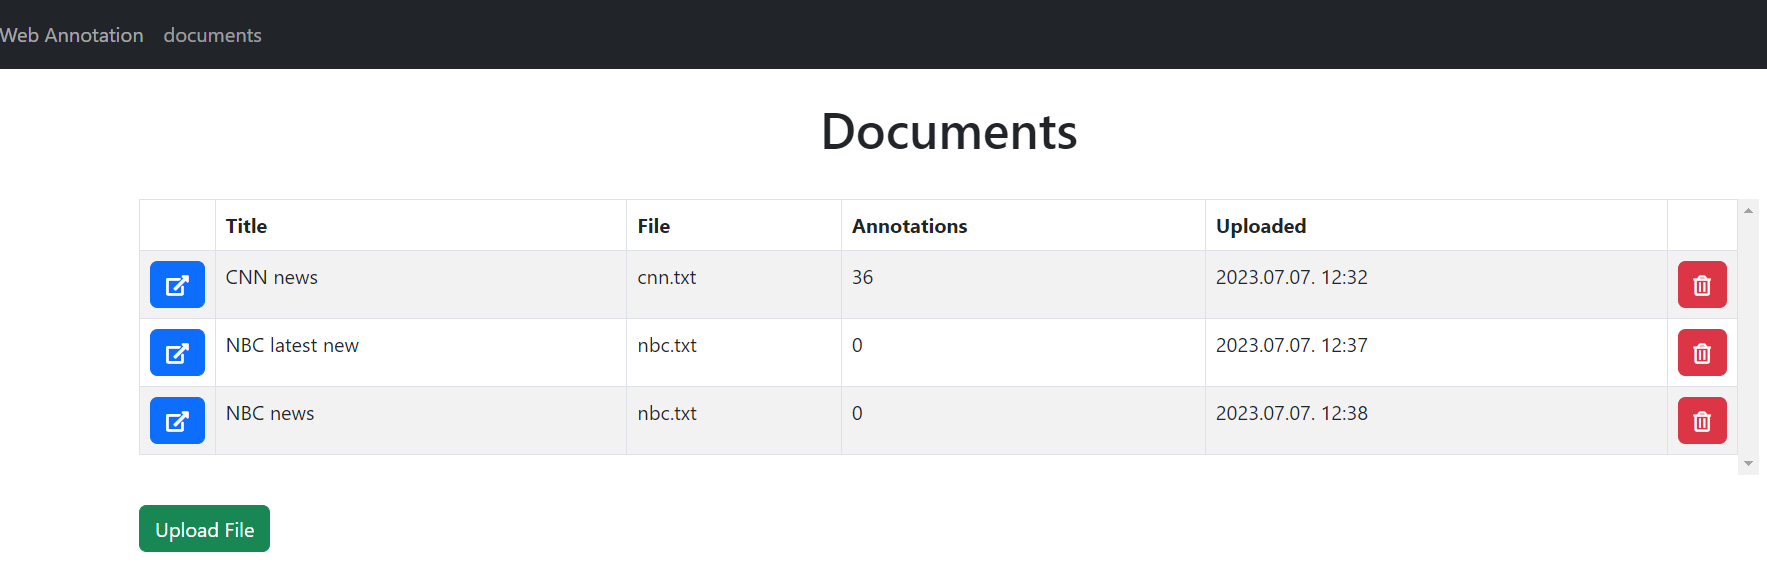 Web Annotation documents
Documents
Title File Annotations Uploaded
CNN news cnn.txt 36 2023.07.07. 12:32
NBC latest new nbc.txt 0 2023.07.07. 12:37
NBC news nbc.txt 0 2023.07.07. 12:38
Upload File